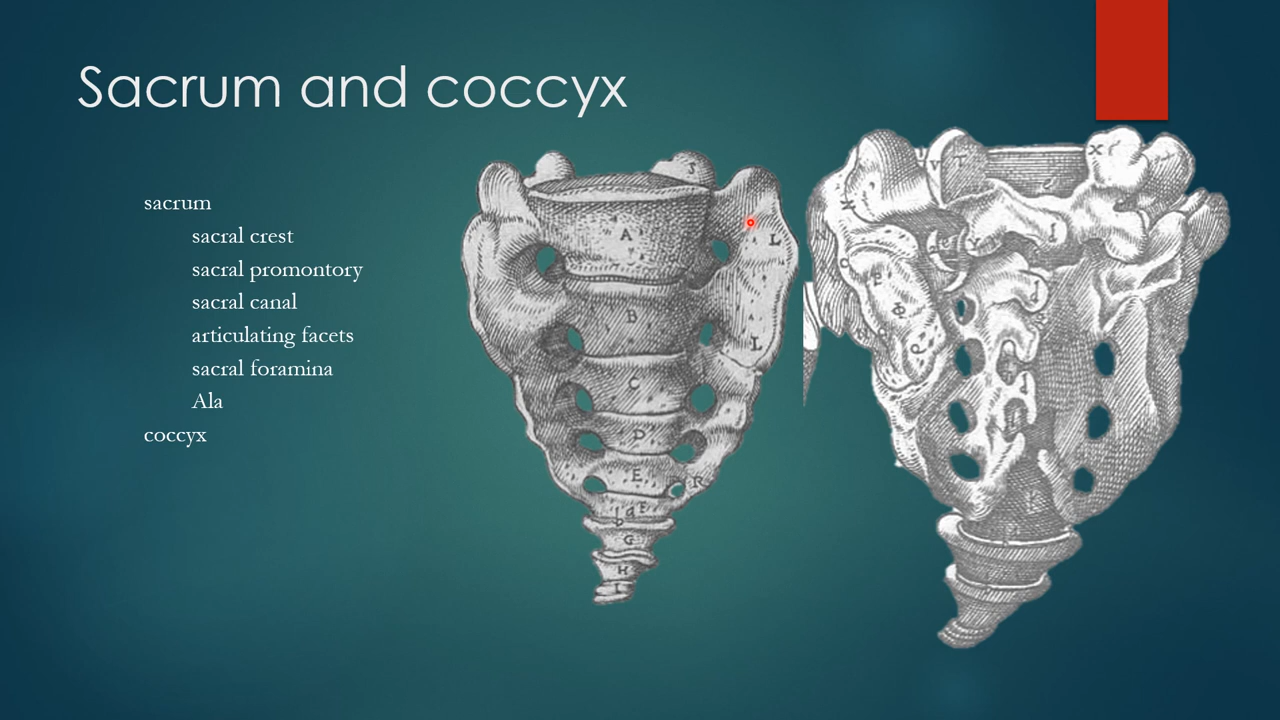 Sacrum and coccyx
sacrum
sacral crest
sacral promontory
sacral canal
articulating facets
sacral foramina
Ala
coccyx
S
A
L
B
L
C
D
E
R
F
b
G
H
I
T
X
Φ